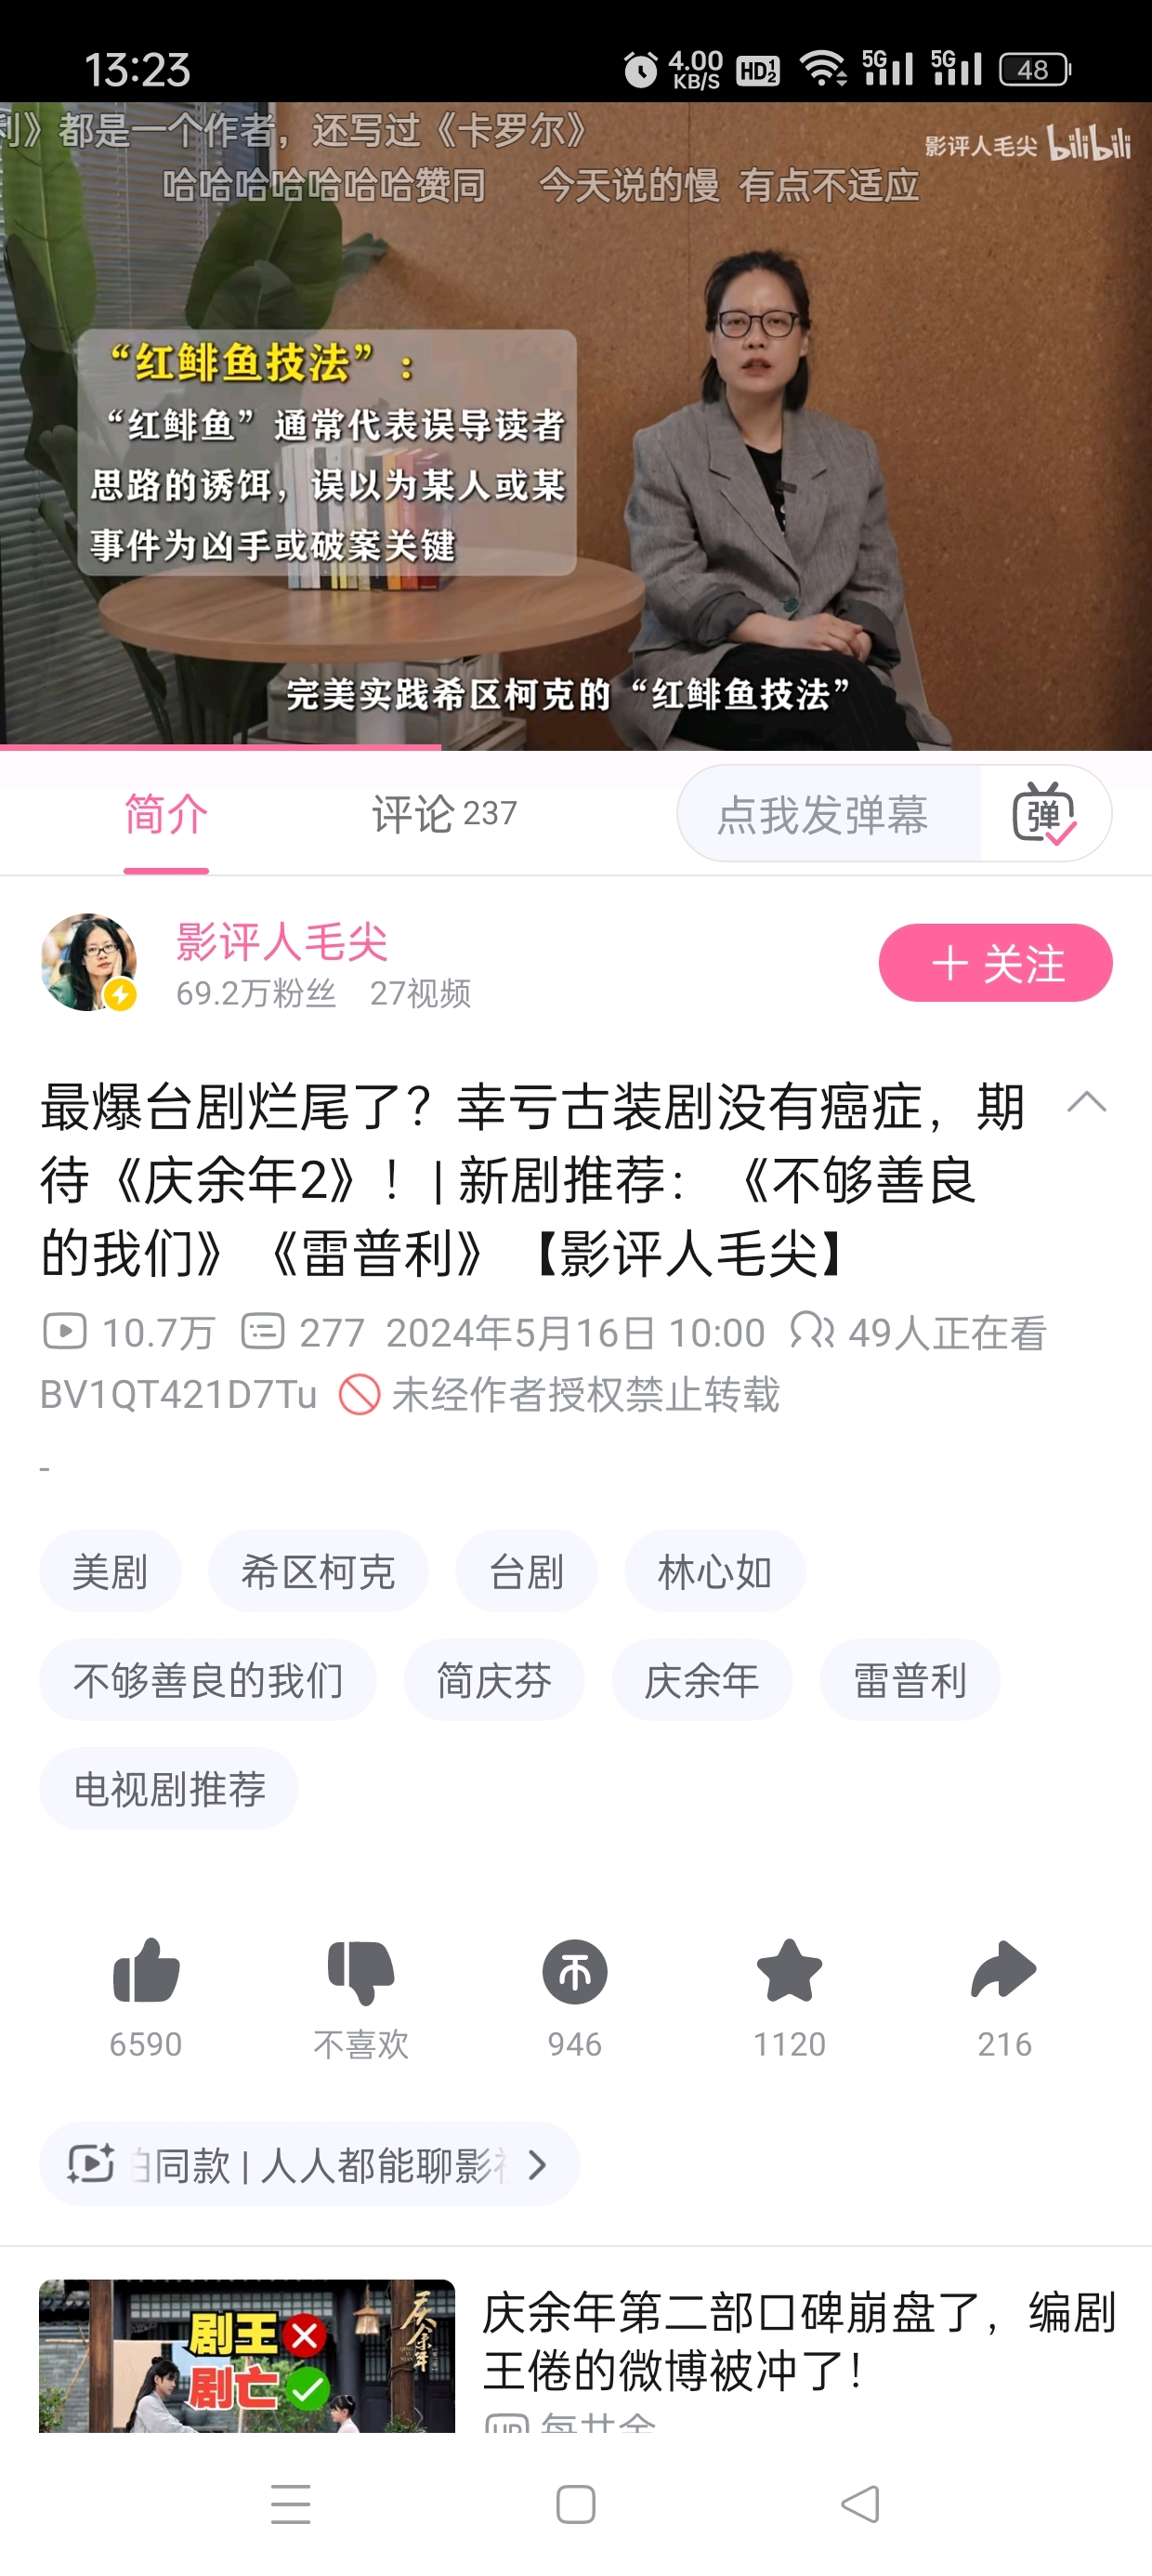 13:23
4.00
KB/S
HD 1 2
5G
5G
48
利》都是一个作者，还写过《卡罗尔》
影评人毛尖 bilibili
哈哈哈哈哈哈哈赞同
今天说的慢 有点不适应
“红鲱鱼技法”：
“红鲱鱼”通常代表误导读者
思路的诱饵，误以为某人或某
事件为凶手或破案关键
完美实践希区柯克的“红鲱鱼技法”
简介
评论 237
点我发弹幕
弹
影评人毛尖
69.2万粉丝 27视频
+ 关注
最爆台剧烂尾了？幸亏古装剧没有癌症，期
待《庆余年2》！| 新剧推荐：《不够善良
的我们》《雷普利》【影评人毛尖】
10.7万 277 2024年5月16日 10:00 49人正在看
BV1QT421D7Tu 未经作者授权禁止转载
-
美剧
希区柯克
台剧
林心如
不够善良的我们
简庆芬
庆余年
雷普利
电视剧推荐
6590
不喜欢
946
1120
216
同款 | 人人都能聊影
剧王
剧亡
庆余年
庆余年第二部口碑崩盘了，编剧
王倦的微博被冲了！
UP